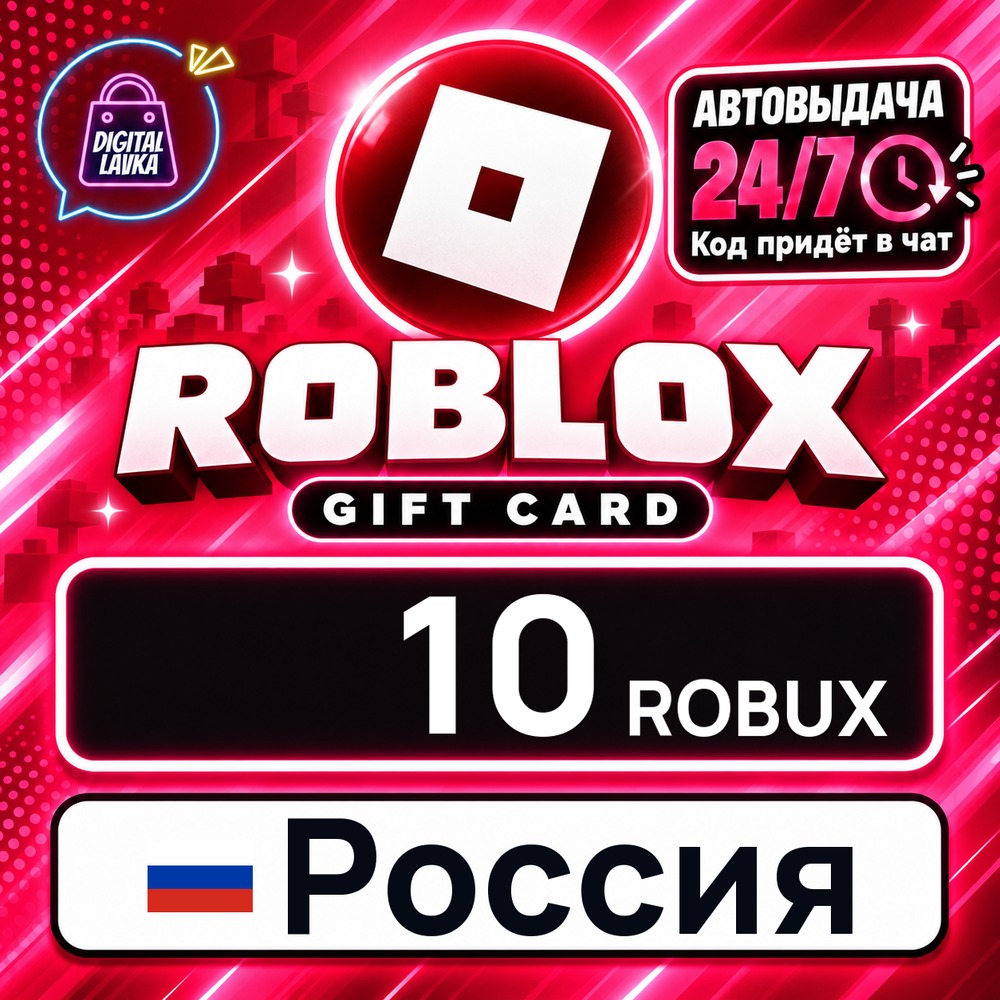 DIGITAL
LAVKA
АВТОВЫДАЧА
24/7
Код придёт в чат
ROBLOX
GIFT CARD
10 ROBUX
Россия